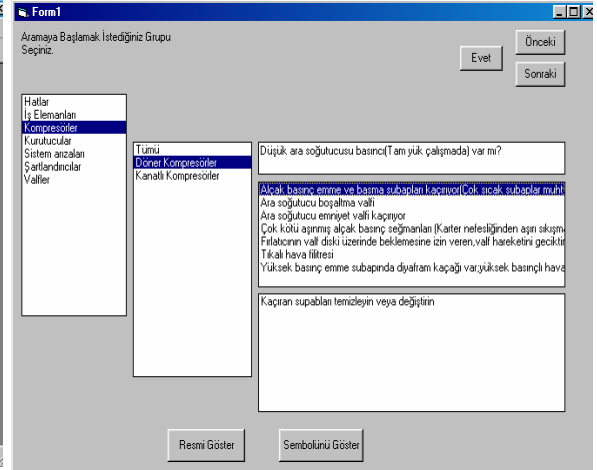 Form1
Aramaya Başlamak İstediğiniz Grupu
Seçiniz.
Evet
Önceki
Sonraki
Hatlar
İş Elemanları
Kompresörler
Kurutucular
Sistem arızaları
Şartlandırıcılar
Valfler
Tümü
Döner Kompresörler
Kanatlı Kompresörler
Düşük ara soğutucusu basıncı(Tam yük çalışmada) var mı?
Alçak basınç emme ve basma subapları kaçırıyor(Çok sıcak subaplar muht
Ara soğutucu boşaltma valfi
Ara soğutucu emniyet valfi kaçırıyor
Çok kötü aşınmış alçak basınç segmanları (Karter nefesliğinden aşırı sıkışm
Fırlatıcının valf diski üzerinde beklemesine izin veren,valf hareketini geciktir
Tıkalı hava filitresi
Yüksek basınç emme subapında diyafram kaçağı var;yüksek basınçlı hava
Kaçıran supabları temizleyin veya değiştirin
Resmi Göster
Sembolünü Göster